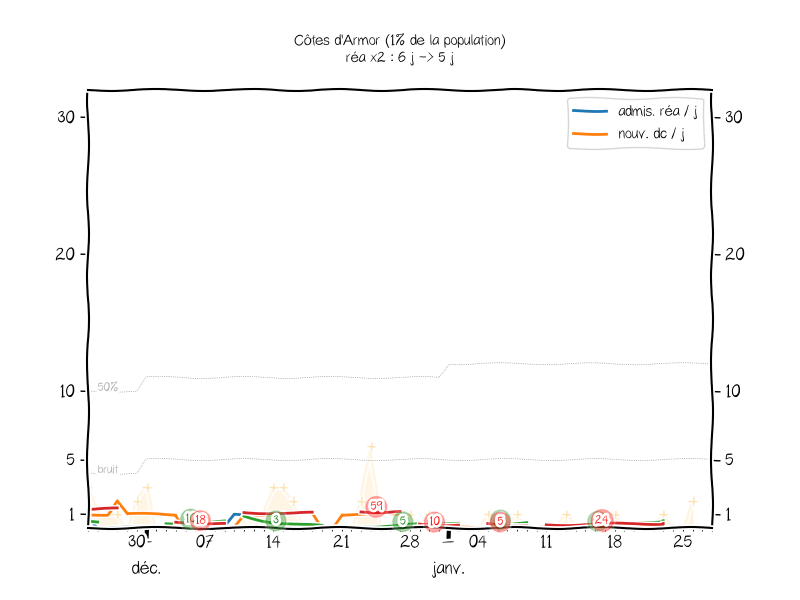 Côtes d'Armor (1% de la population)
réa x2 : 6 j -> 5 j
admis. réa / j
nouv. dc / j
30 30
20 20
10 50% 10
5 bruit 5
1 18 3 59 5 10 5 24 1
30 07 14 21 28 04 11 18 25
déc. janv.